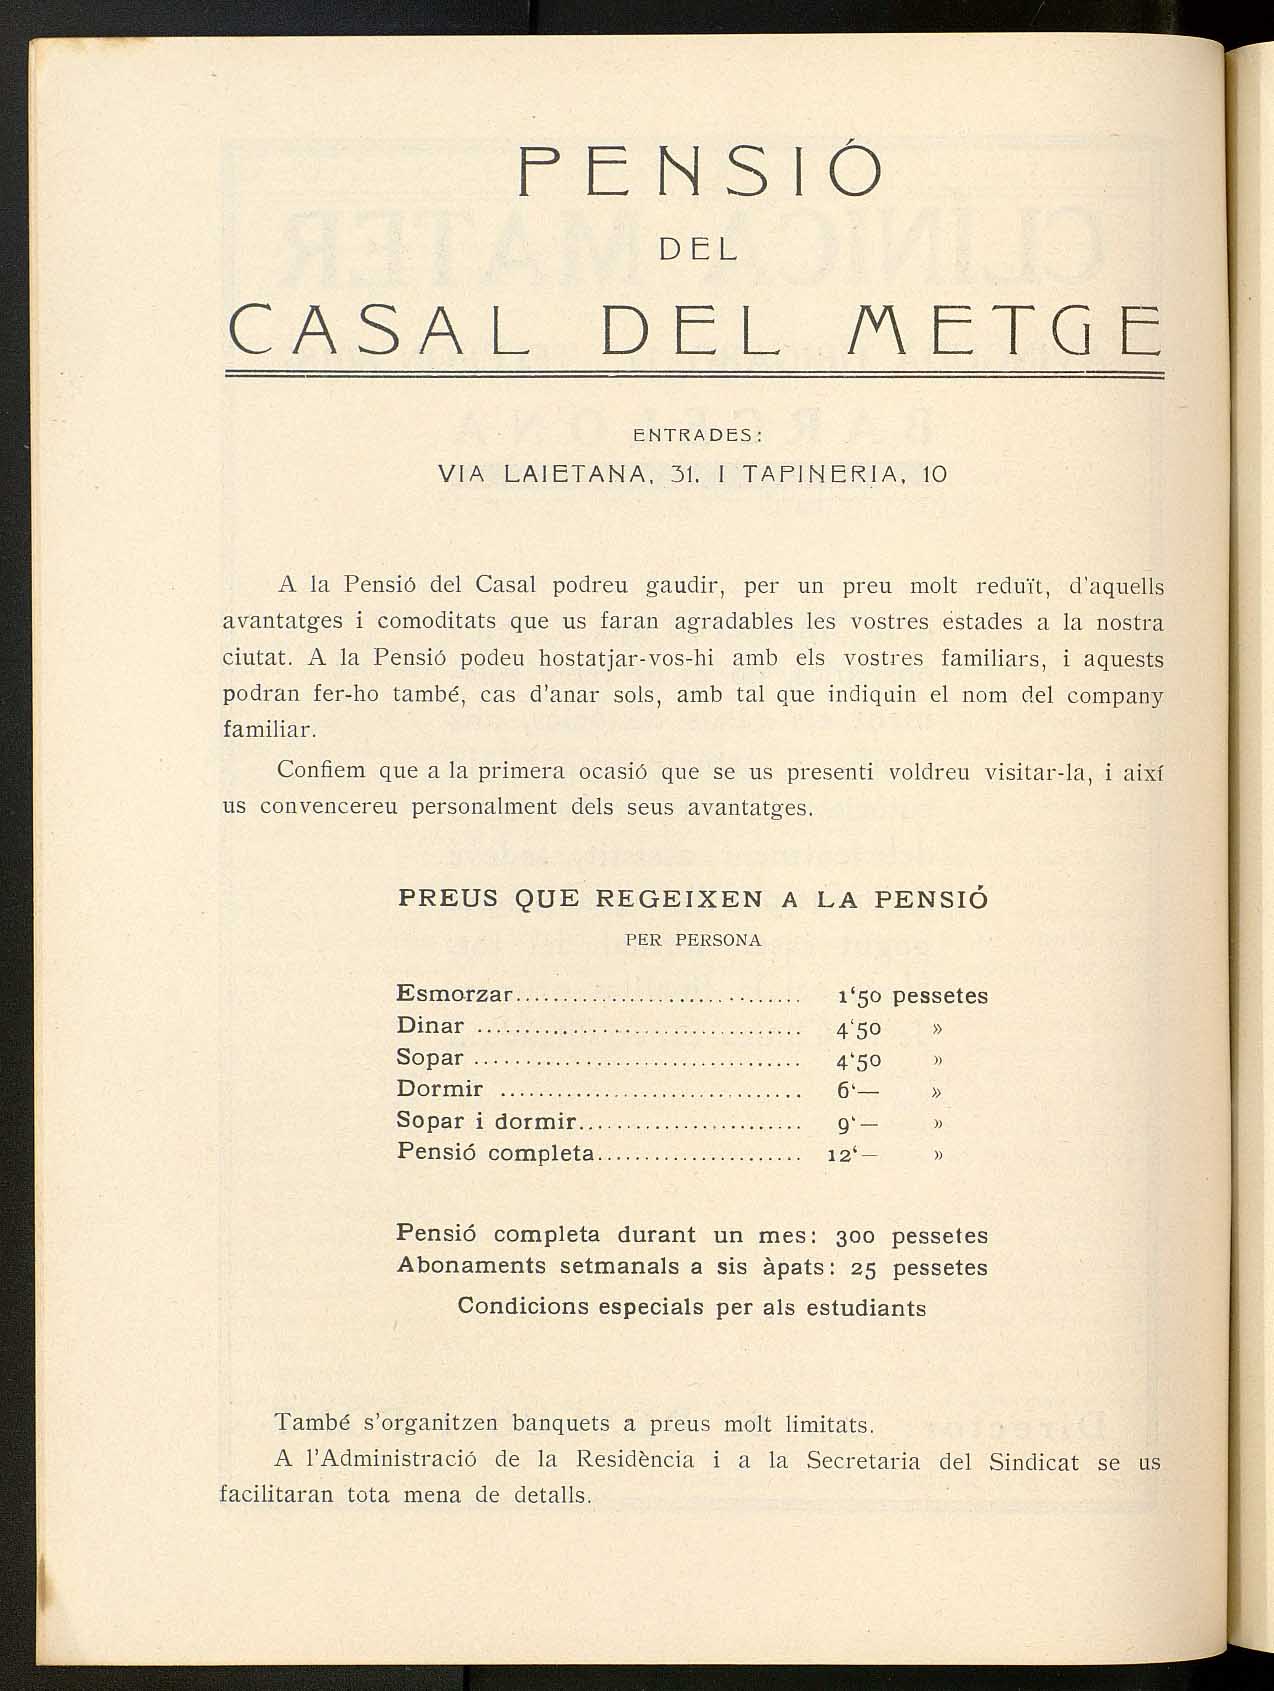 PENSIÓ
DEL
CASAL DEL METGE
ENTRADES:
VIA LAIETANA, 31. I TAPINERIA, 10
A la Pensió del Casal podreu gaudir, per un preu molt reduït, d'aquells
avantatges i comoditats que us faran agradables les vostres estades a la nostra
ciutat. A la Pensió podeu hostatjar-vos-hi amb els vostres familiars, i aquests
podran fer-ho també, cas d'anar sols, amb tal que indiquin el nom del company
familiar.
Confiem que a la primera ocasió que se us presenti voldreu visitar-la, i així
us convencereu personalment dels seus avantatges.
PREUS QUE REGEIXEN A LA PENSIÓ
PER PERSONA
Esmorzar.............................. 1‘50 pessetes
Dinar .................................. 4‘50 »
Sopar .................................. 4‘50 »
Dormir ................................ 6‘— »
Sopar i dormir........................ 9‘— »
Pensió completa...................... 12‘— »
Pensió completa durant un mes: 300 pessetes
Abonaments setmanals a sis àpats: 25 pessetes
Condicions especials per als estudiants
També s'organitzen banquets a preus molt limitats.
A l'Administració de la Residència i a la Secretaria del Sindicat se us
facilitaran tota mena de detalls.